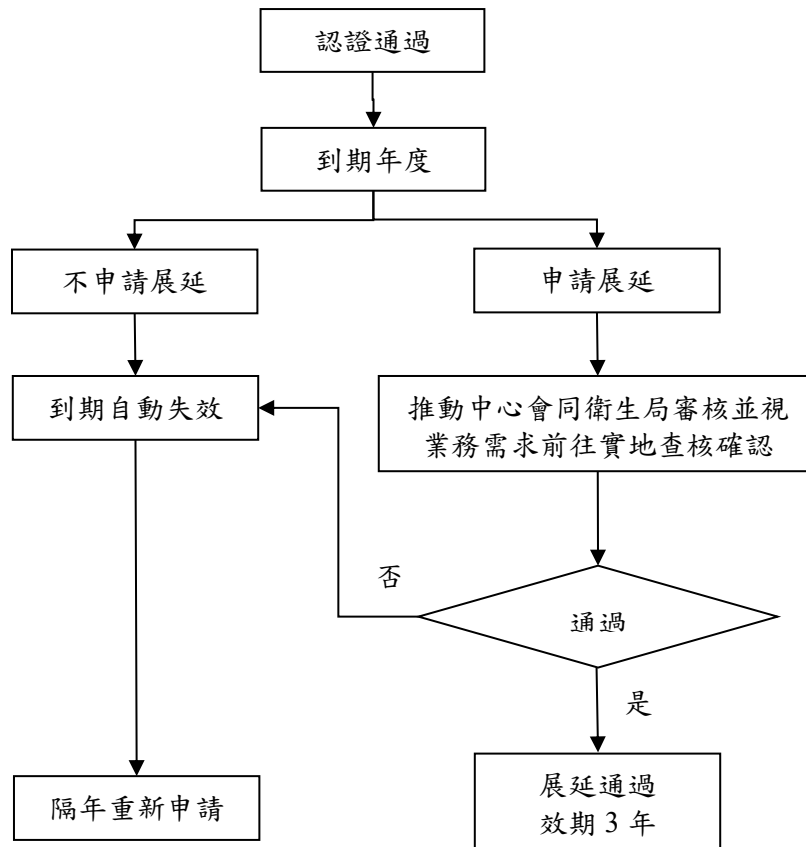 認證通過
到期年度
不申請展延
申請展延
到期自動失效
推動中心會同衛生局審核並視
業務需求前往實地查核確認
否
通過
是
隔年重新申請
展延通過
效期 3 年